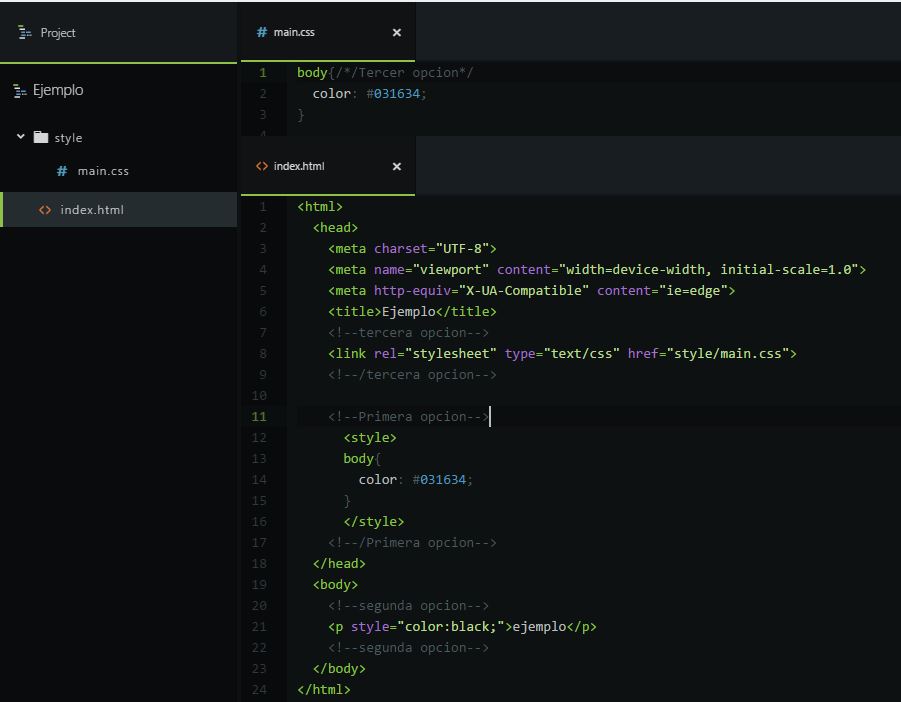 Project
Ejemplo
style
# main.css
<> index.html
# main.css ×
1 body{/*/Tercer opcion*/
2 color: #031634;
3 }
4
<> index.html ×
1 <html>
2 <head>
3 <meta charset="UTF-8">
4 <meta name="viewport" content="width=device-width, initial-scale=1.0">
5 <meta http-equiv="X-UA-Compatible" content="ie=edge">
6 <title>Ejemplo</title>
7 <!--tercera opcion-->
8 <link rel="stylesheet" type="text/css" href="style/main.css">
9 <!--/tercera opcion-->
10
11 <!--Primera opcion-->
12 <style>
13 body{
14 color: #031634;
15 }
16 </style>
17 <!--/Primera opcion-->
18 </head>
19 <body>
20 <!--segunda opcion-->
21 <p style="color:black;">ejemplo</p>
22 <!--segunda opcion-->
23 </body>
24 </html>